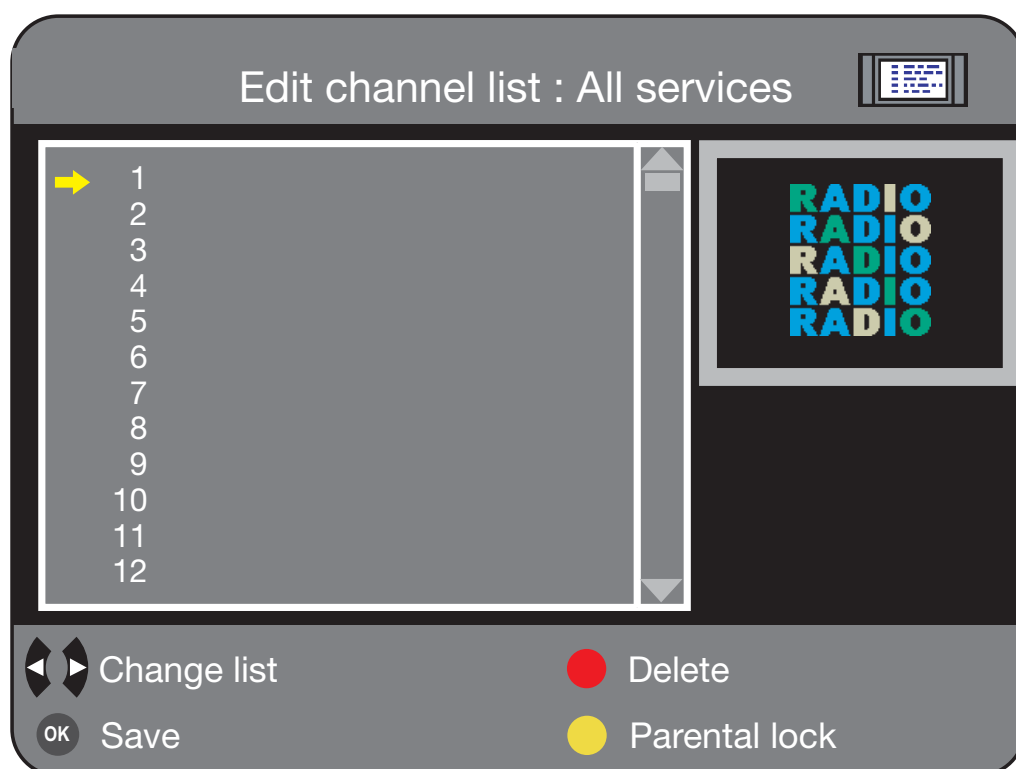 Edit channel list : All services
1
2
3
4
5
6
7
8
9
10
11
12
RADIO
RADIO
RADIO
RADIO
RADIO
Change list
Delete
OK Save
Parental lock